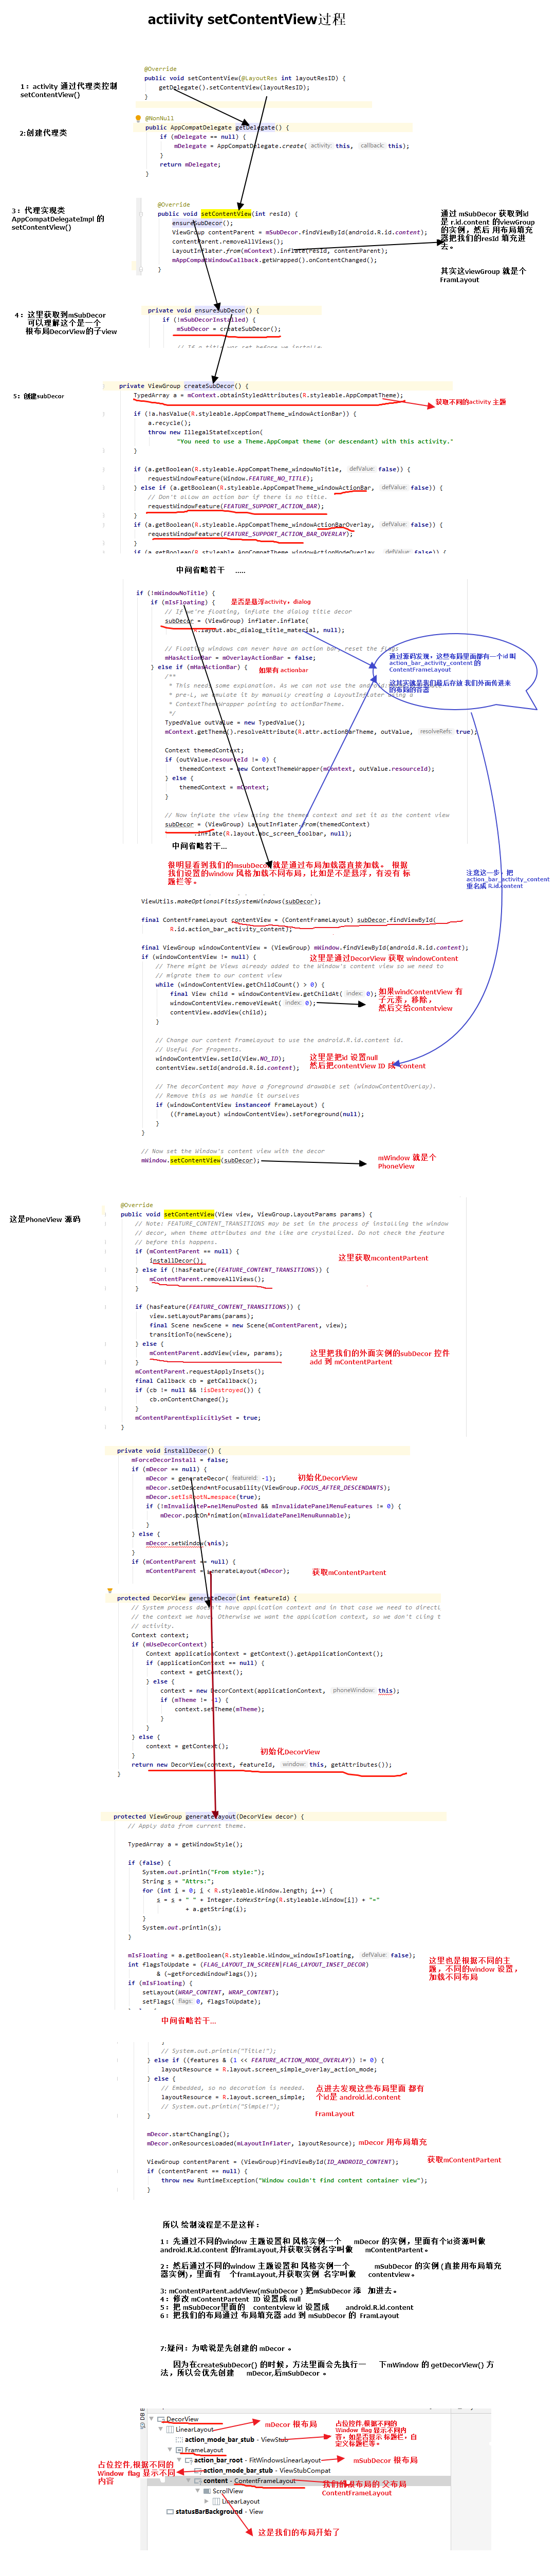 actiivity setContentView过程
@Override
public void setContentView(@LayoutRes int layoutResID) {
getDelegate().setContentView(layoutResID);
}
1：activity 通过代理类控制
setContentView()
@NonNull
public AppCompatDelegate getDelegate() {
if (mDelegate == null) {
mDelegate = AppCompatDelegate.create( activity: this, callback: this);
}
return mDelegate;
}
2:创建代理类
3：代理实现类
AppCompatDelegateImpl 的
setContentView()
@Override
public void setContentView(int resId) {
ensureSubDecor();
ViewGroup contentParent = mSubDecor.findViewById(android.R.id.content);
contentParent.removeAllViews();
LayoutInflater.from(mContext).inflate(resId, contentParent);
mAppCompatWindowCallback.getWrapped().onContentChanged();
}
通过 mSubDecor 获取到id
是 r.id.content 的viewGroup
的实例，然后 用布局填充
器把我们的resId 填充进
去。
其实这viewGroup 就是个
FramLayout
4：这里获取到mSubDecor
可以理解这个是一个
根布局DecorView的子view
private void ensureSubDecor() {
if (!mSubDecorInstalled) {
mSubDecor = createSubDecor();
5：创建subDecor
private ViewGroup createSubDecor() {
TypedArray a = mContext.obtainStyledAttributes(R.styleable.AppCompatTheme);
获取不同的activity 主题
if (!a.hasValue(R.styleable.AppCompatTheme_windowActionBar)) {
a.recycle();
throw new IllegalStateException(
"You need to use a Theme.AppCompat theme (or descendant) with this activity."
}
if (a.getBoolean(R.styleable.AppCompatTheme_windowNoTitle, defValue: false)) {
requestWindowFeature(Window.FEATURE_NO_TITLE);
} else if (a.getBoolean(R.styleable.AppCompatTheme_windowActionBar, defValue: false)) {
// Don't allow an action bar if there is no title.
requestWindowFeature(FEATURE_SUPPORT_ACTION_BAR);
}
if (a.getBoolean(R.styleable.AppCompatTheme_windowActionBarOverlay, defValue: false)) {
requestWindowFeature(FEATURE_SUPPORT_ACTION_BAR_OVERLAY);
}
if (a.getBoolean(R.styleable.AppCompatTheme_windowActionModeOverlay, defValue: false)) {
中间省略若干 .....
if (!mWindowNoTitle) {
if (mIsFloating) {
是否是悬浮activity，dialog
// If we're floating, inflate the dialog title decor
subDecor = (ViewGroup) inflater.inflate(
R.layout.abc_dialog_title_material, null);
// Floating windows can never have an action bar, reset the flags
mHasActionBar = mOverlayActionBar = false;
} else if (mHasActionBar) {
如果有 actionbar
/**
* This needs some explanation. As we can not use the android:theme
* pre-L, we emulate it by manually creating a LayoutInflater using a
* ContextThemeWrapper pointing to actionBarTheme.
*/
TypedValue outValue = new TypedValue();
mContext.getTheme().resolveAttribute(R.attr.actionBarTheme, outValue, resolveRefs: true);
Context themedContext;
if (outValue.resourceId != 0) {
themedContext = new ContextThemeWrapper(mContext, outValue.resourceId);
} else {
themedContext = mContext;
}
// Now inflate the view using the themed context and set it as the content view
subDecor = (ViewGroup) LayoutInflater.from(themedContext)
.inflate(R.layout.abc_screen_toolbar, null);
通过源码发现，这些布局里面都有一个id 叫
action_bar_activity_content 的
ContentFrameLayout
这其实就是我们最后存放 我们外面传进来
的布局的容器
中间省略若干...
很明显看到我们的msubDecor就是通过布局加载器直接加载。 根据
我们设置的window 风格加载不同布局，比如是不是悬浮，有没有 标
题栏等。
注意这一步，把
action_bar_activity_content
重名成 R.id.content
ViewUtils.makeOptionalFitsSystemWindows(subDecor);
final ContentFrameLayout contentView = (ContentFrameLayout) subDecor.findViewById(
R.id.action_bar_activity_content);
final ViewGroup windowContentView = (ViewGroup) mWindow.findViewById(android.R.id.content);
if (windowContentView != null) {
这里是通过DecorView 获取 windowContent
// There might be Views already added to the Window's content view so we need to
// migrate them to our content view
while (windowContentView.getChildCount() > 0) {
final View child = windowContentView.getChildAt( index: 0);
windowContentView.removeViewAt( index: 0);
contentView.addView(child);
}
如果windContentView 有
子元素，移除，
然后交给contentview
// Change our content FrameLayout to use the android.R.id.content id.
// Useful for fragments.
windowContentView.setId(View.NO_ID);
contentView.setId(android.R.id.content);
这里是把id 设置null
然后把contentView ID 成 content
// The decorContent may have a foreground drawable set (windowContentOverlay).
// Remove this as we handle it ourselves
if (windowContentView instanceof FrameLayout) {
((FrameLayout) windowContentView).setForeground(null);
}
}
// Now set the Window's content view with the decor
mWindow.setContentView(subDecor);
mWindow 就是个
PhoneView
这是PhoneView 源码
@Override
public void setContentView(View view, ViewGroup.LayoutParams params) {
// Note: FEATURE_CONTENT_TRANSITIONS may be set in the process of installing the window
// decor, when theme attributes and the like are crystalized. Do not check the feature
// before this happens.
if (mContentParent == null) {
installDecor();
} else if (!hasFeature(FEATURE_CONTENT_TRANSITIONS)) {
mContentParent.removeAllViews();
}
这里获取mcontentPartent
if (hasFeature(FEATURE_CONTENT_TRANSITIONS)) {
view.setLayoutParams(params);
final Scene newScene = new Scene(mContentParent, view);
transitionTo(newScene);
} else {
mContentParent.addView(view, params);
}
这里把我们的外面实例的subDecor 控件
add 到 mContentPartent
mContentParent.requestApplyInsets();
final Callback cb = getCallback();
if (cb != null && !isDestroyed()) {
cb.onContentChanged();
}
mContentParentExplicitlySet = true;
}
private void installDecor() {
mForceDecorInstall = false;
if (mDecor == null) {
mDecor = generateDecor( featureId: -1);
初始化DecorView
mDecor.setDescendantFocusability(ViewGroup.FOCUS_AFTER_DESCENDANTS);
mDecor.setIsRootNamespace(true);
if (!mInvalidatePanelMenuPosted && mInvalidatePanelMenuFeatures != 0) {
mDecor.postOnAnimation(mInvalidatePanelMenuRunnable);
}
} else {
mDecor.setWindow(this);
}
if (mContentParent == null) {
mContentParent = generateLayout(mDecor);
获取mContentPartent
protected DecorView generateDecor(int featureId) {
// System process doesn't have application context and in that case we need to directl
// the context we have. Otherwise we want the application context, so we don't cling t
// activity.
Context context;
if (mUseDecorContext) {
Context applicationContext = getContext().getApplicationContext();
if (applicationContext == null) {
context = getContext();
} else {
context = new DecorContext(applicationContext, phoneWindow: this);
if (mTheme != -1) {
context.setTheme(mTheme);
}
}
} else {
context = getContext();
}
初始化DecorView
return new DecorView(context, featureId, window: this, getAttributes());
}
protected ViewGroup generateLayout(DecorView decor) {
// Apply data from current theme.
TypedArray a = getWindowStyle();
if (false) {
System.out.println("From style:");
String s = "Attrs:";
for (int i = 0; i < R.styleable.Window.length; i++) {
s = s + " " + Integer.toHexString(R.styleable.Window[i]) + "="
+ a.getString(i);
}
System.out.println(s);
}
mIsFloating = a.getBoolean(R.styleable.Window_windowIsFloating, defValue: false);
int flagsToUpdate = (FLAG_LAYOUT_IN_SCREEN|FLAG_LAYOUT_INSET_DECOR)
& (~getForcedWindowFlags());
if (mIsFloating) {
setLayout(WRAP_CONTENT, WRAP_CONTENT);
setFlags( flags: 0, flagsToUpdate);
这里也是根据不同的主
题，不同的window 设置，
加载不同布局
中间省略若干...
// System.out.println("Title!");
} else if ((features & (1 << FEATURE_ACTION_MODE_OVERLAY)) != 0) {
layoutResource = R.layout.screen_simple_overlay_action_mode;
} else {
// Embedded, so no decoration is needed.
layoutResource = R.layout.screen_simple;
// System.out.println("Simple!");
}
点进去发现这些布局里面 都有
个id是 android.id.content
FramLayout
mDecor.startChanging();
mDecor.onResourcesLoaded(mLayoutInflater, layoutResource);
mDecor 用布局填充
ViewGroup contentParent = (ViewGroup)findViewById(ID_ANDROID_CONTENT);
获取mContentPartent
if (contentParent == null) {
throw new RuntimeException("Window couldn't find content container view");
}
所以 绘制流程是不是这样：
1：先通过不同的window 主题设置和 风格实例一个 mDecor 的实例，里面有个id资源叫做
android.R.id.content 的framLayout,并获取实例名字叫做 mContentPartent。
2：然后通过不同的window 主题设置和 风格实例一个 mSubDecor 的实例 (直接用布局填充
器实例)，里面有 个framLayout,并获取实例 名字叫做 contentview。
3: mContentPartent.addView(mSubDecor ) 把mSubDecor 添 加进去。
4：修改 mContentPartent ID 设置成 null
5：把 mSubDecor里面的 contentview id 设置成 android.R.id.content
6：把我们的布局通过 布局填充器 add 到 mSubDecor 的 FramLayout
7:疑问：为啥说是先创建的 mDecor 。
因为在createSubDecor() 的时候，方法里面会先执行一 下mWindow 的 getDecorView() 方
法，所以会优先创建 mDecor,后mSubDecor 。
DecorView
LinearLayout
mDecor 根布局
action_mode_bar_stub - ViewStub
占位控件,根据不同的
Window flag 显示不同内
容，如是否显示 标题栏，自
定义标题栏等。
FrameLayout
action_bar_root - FitWindowsLinearLayout
mSubDecor 根布局
占位控件,根据不同的
Window flag 显示不同
内容
action_mode_bar_stub - ViewStubCompat
content - ContentFrameLayout
我们的根布局的 父布局
ContentFrameLayout
ScrollView
LinearLayout
statusBarBackground - View
这是我们的布局开始了